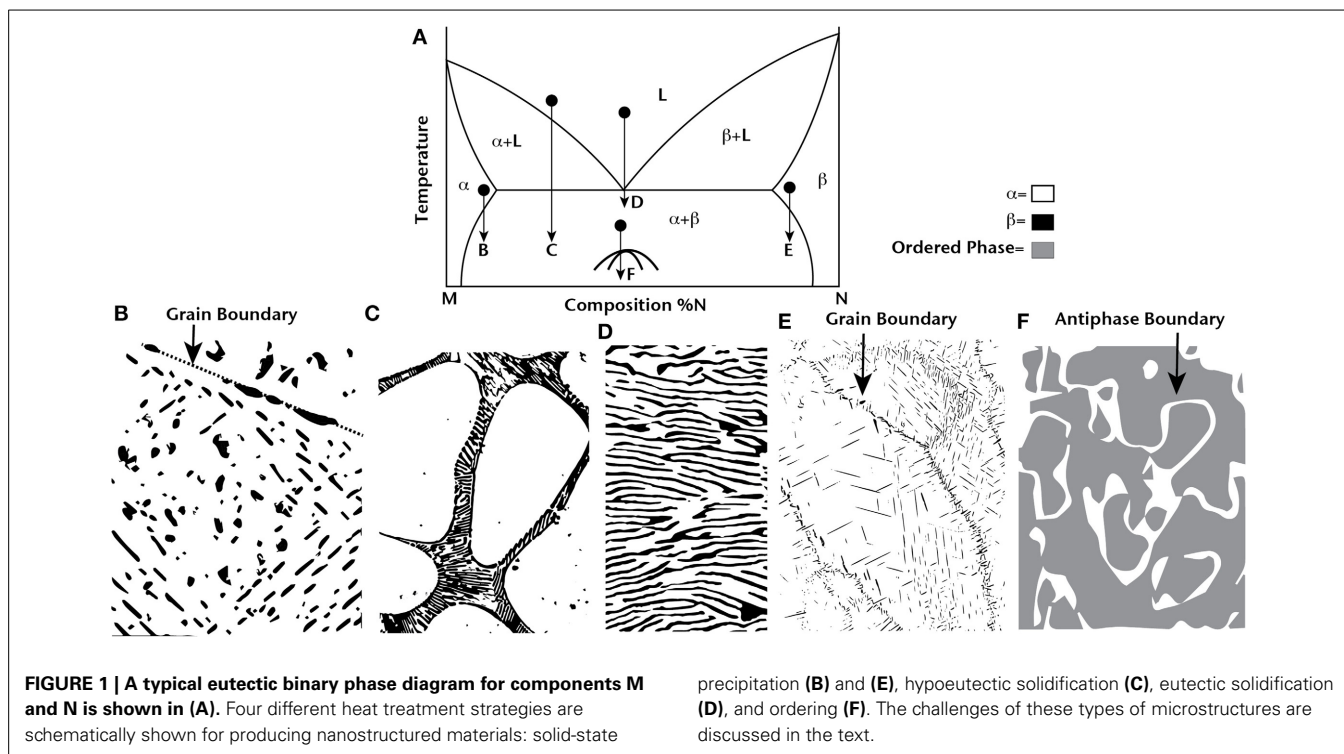 A
Temperature
L
α+L
β+L
α
β
D
α+β
B
C
E
F
M
N
Composition %N
α=
β=
Ordered Phase=
B
Grain Boundary
C
D
E
Grain Boundary
F
Antiphase Boundary
FIGURE 1 | A typical eutectic binary phase diagram for components M
and N is shown in (A). Four different heat treatment strategies are
schematically shown for producing nanostructured materials: solid-state
precipitation (B) and (E), hypoeutectic solidification (C), eutectic solidification
(D), and ordering (F). The challenges of these types of microstructures are
discussed in the text.